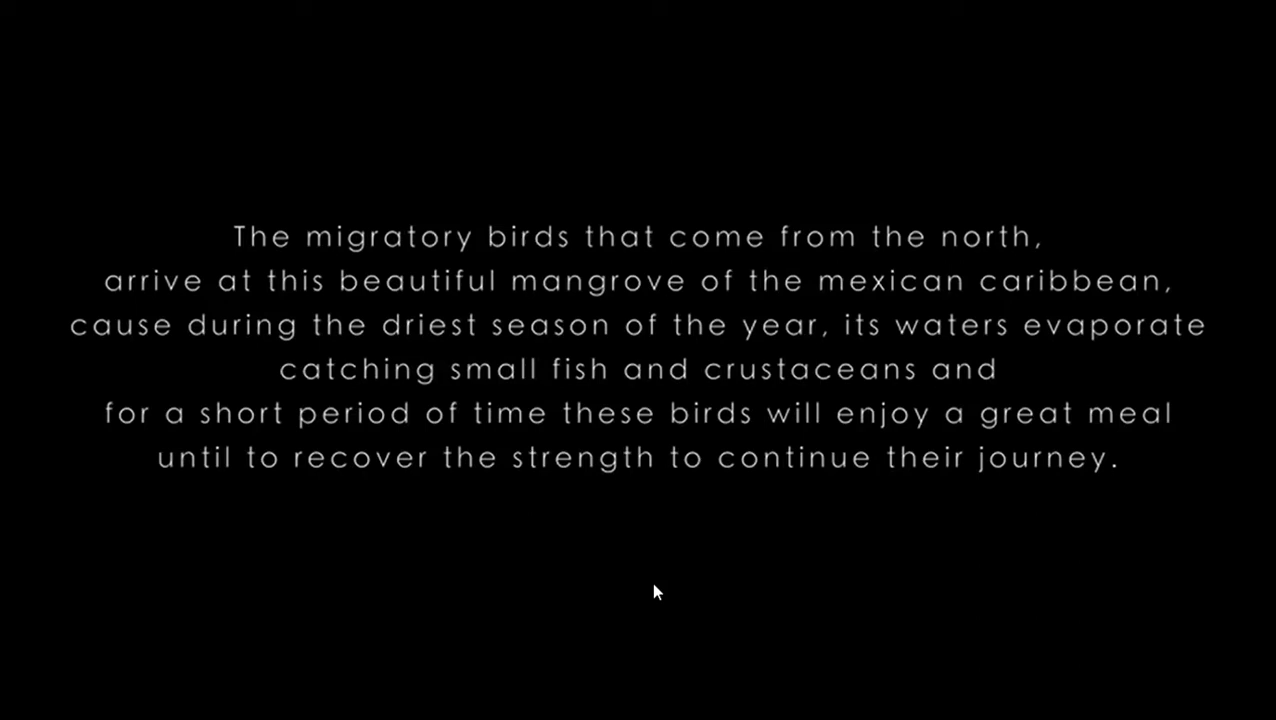 The migratory birds that come from the north,
arrive at this beautiful mangrove of the mexican caribbean,
cause during the driest season of the year, its waters evaporate
catching small fish and crustaceans and
for a short period of time these birds will enjoy a great meal
until to recover the strength to continue their journey.